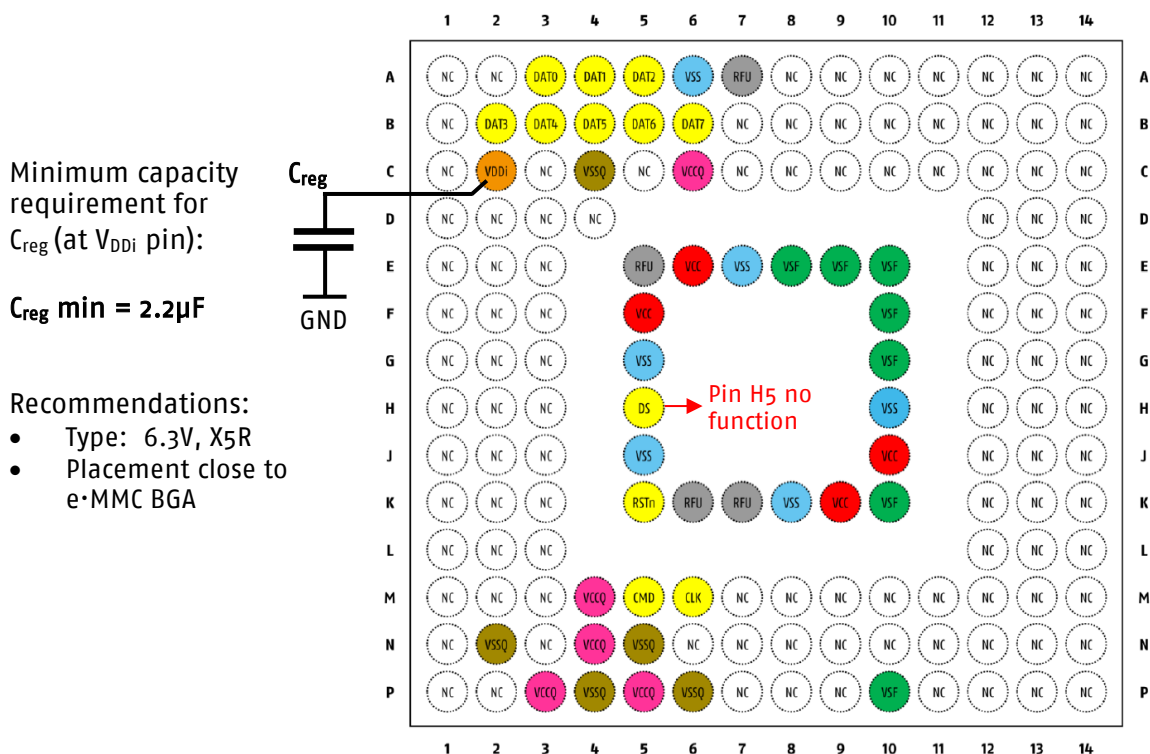 1 2 3 4 5 6 7 8 9 10 11 12 13 14
A NC NC DAT0 DAT1 DAT2 VSS RFU NC NC NC NC NC NC NC A
B NC DAT3 DAT4 DAT5 DAT6 DAT7 NC NC NC NC NC NC NC NC B
C NC VDDi NC VSSQ NC VCCQ NC NC NC NC NC NC NC NC C
D NC NC NC NC NC NC NC D
E NC NC NC RFU VCC VSS VSF VSF VSF NC NC NC E
F NC NC NC VCC VSF NC NC NC F
G NC NC NC VSS VSF NC NC NC G
H NC NC NC DS VSS NC NC NC H
J NC NC NC VSS VCC NC NC NC J
K NC NC NC RSTn RFU RFU VSS VCC VSF NC NC NC K
L NC NC NC NC NC NC L
M NC NC NC VCCQ CMD CLK NC NC NC NC NC NC NC NC M
N NC VSSQ NC VCCQ VSSQ NC NC NC NC NC NC NC NC NC N
P NC NC VCCQ VSSQ VCCQ VSSQ NC NC NC VSF NC NC NC NC P
1 2 3 4 5 6 7 8 9 10 11 12 13 14
Pin H5 no
function
Creg
GND
Minimum capacity
requirement for
Creg (at VDDi pin):
Creg min = 2.2µF
Recommendations:
• Type: 6.3V, X5R
• Placement close to
e·MMC BGA